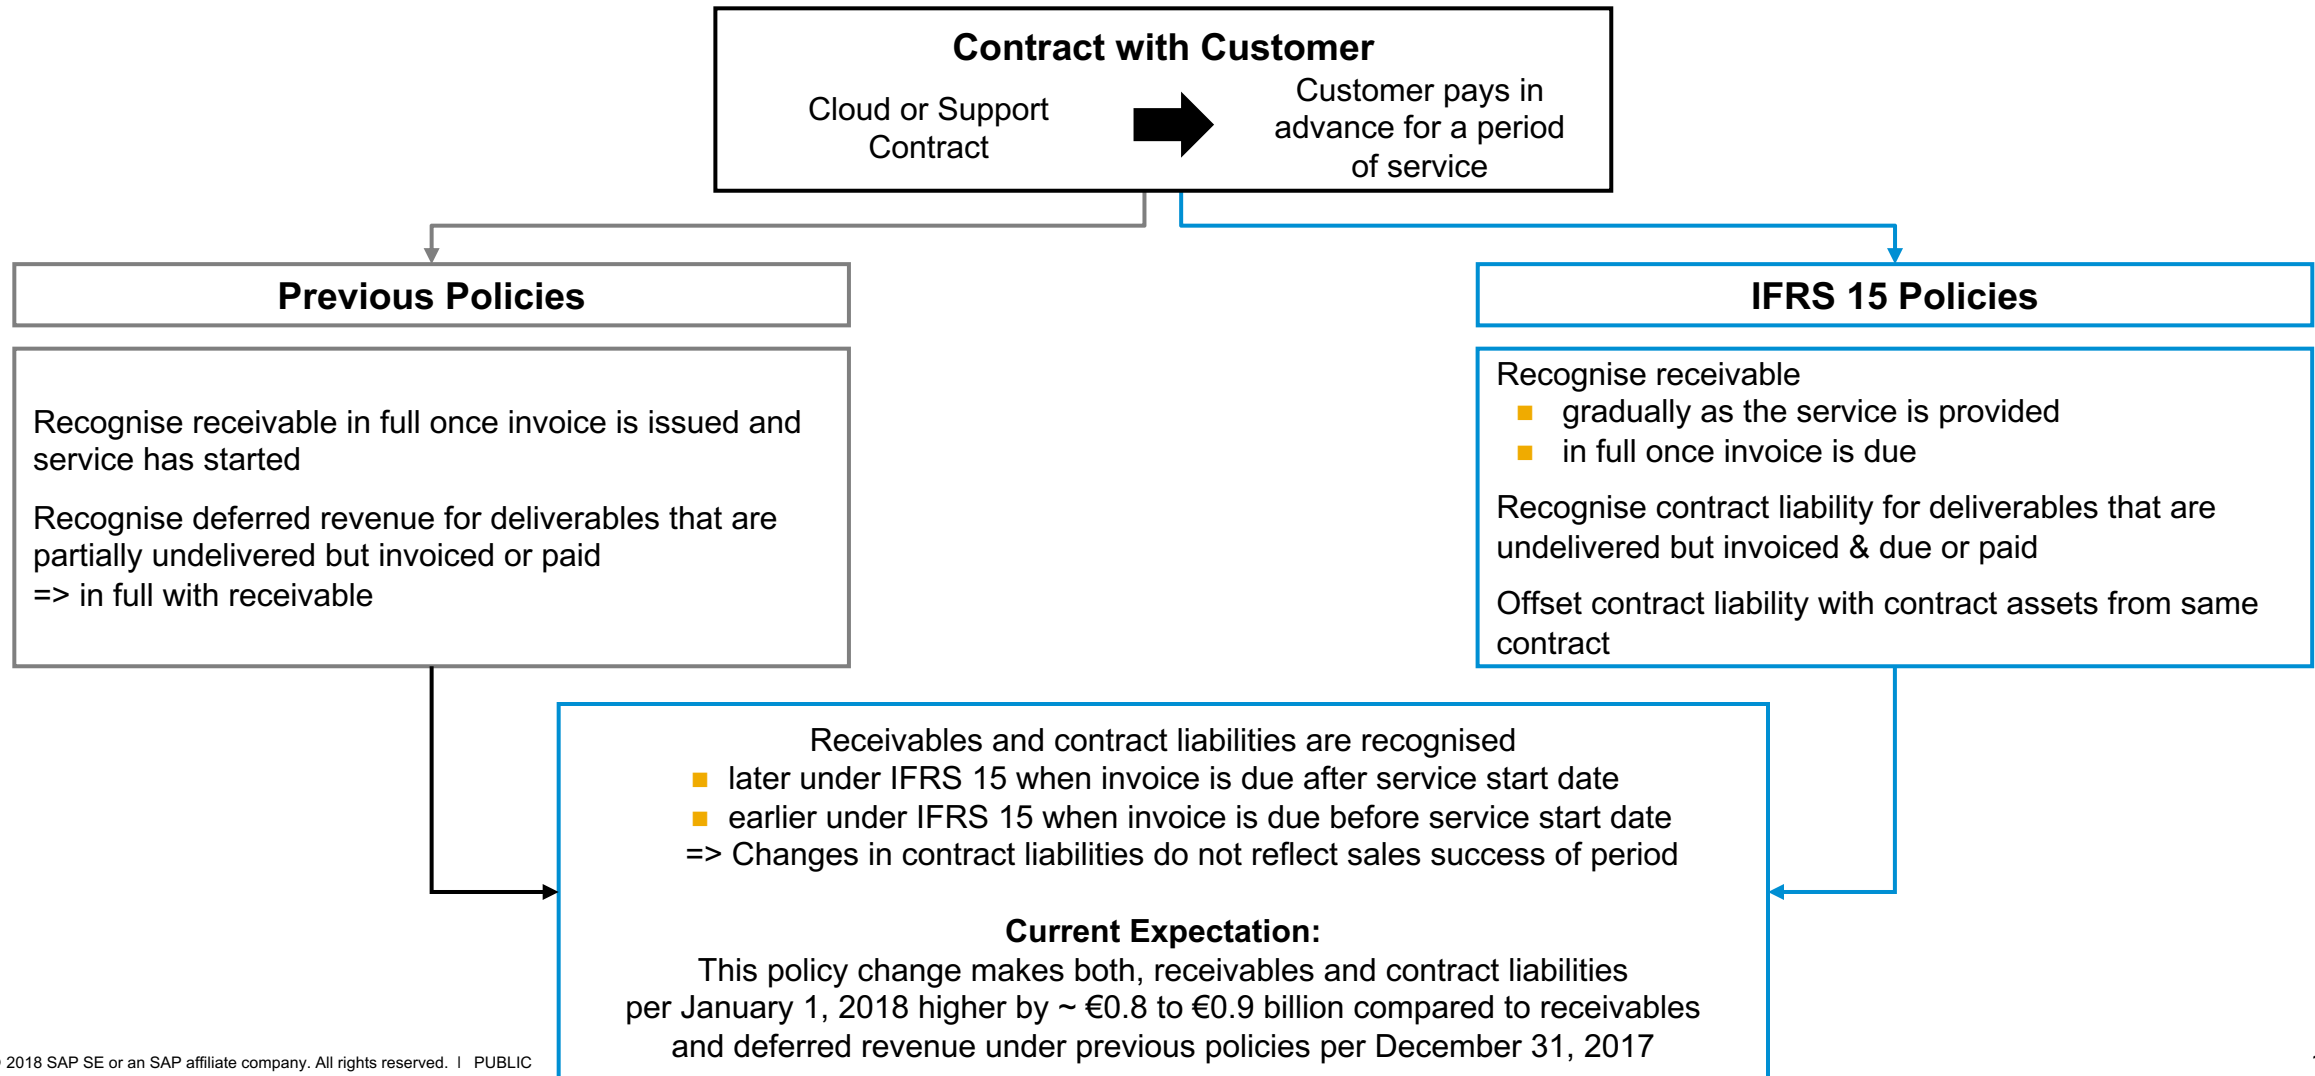 Contract with Customer
Cloud or Support
Contract
Customer pays in
advance for a period
of service
Previous Policies
Recognise receivable in full once invoice is issued and
service has started
Recognise deferred revenue for deliverables that are
partially undelivered but invoiced or paid
=> in full with receivable
IFRS 15 Policies
Recognise receivable
■ gradually as the service is provided
■ in full once invoice is due
Recognise contract liability for deliverables that are
undelivered but invoiced & due or paid
Offset contract liability with contract assets from same
contract
Receivables and contract liabilities are recognised
■ later under IFRS 15 when invoice is due after service start date
■ earlier under IFRS 15 when invoice is due before service start date
=> Changes in contract liabilities do not reflect sales success of period
Current Expectation:
This policy change makes both, receivables and contract liabilities
per January 1, 2018 higher by ~ €0.8 to €0.9 billion compared to receivables
and deferred revenue under previous policies per December 31, 2017
2018 SAP SE or an SAP affiliate company. All rights reserved. ǀ PUBLIC